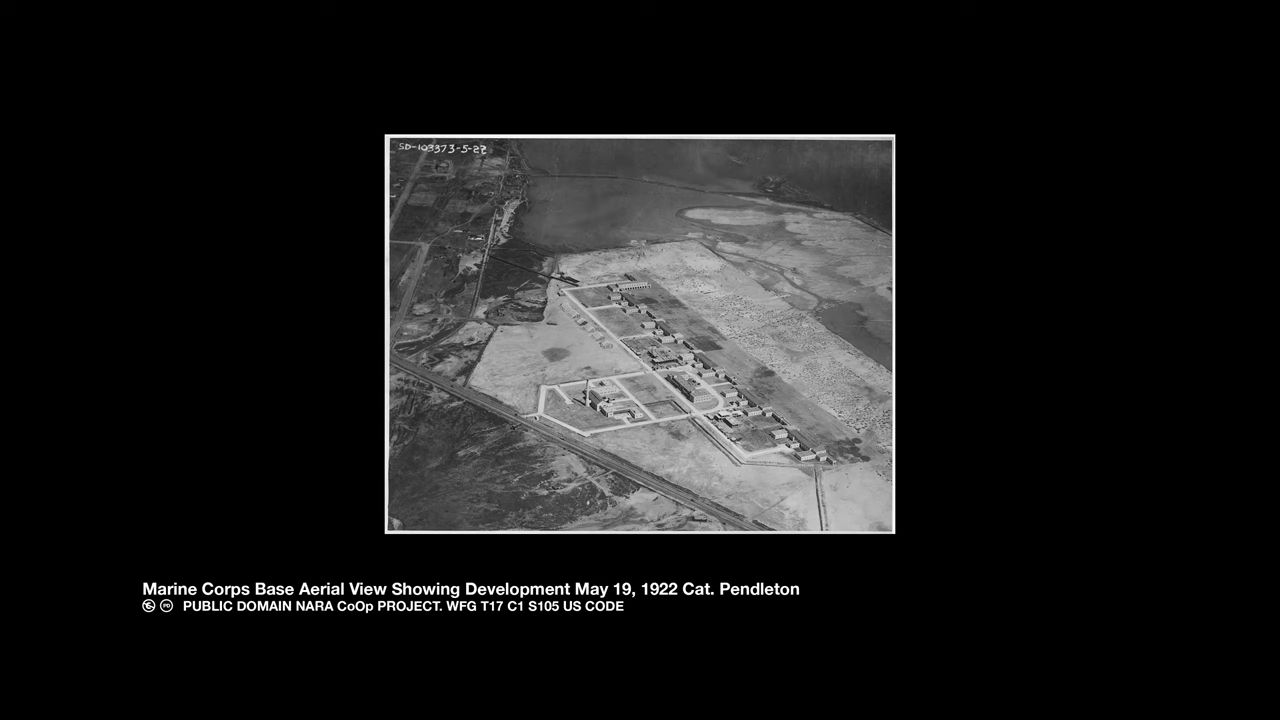 SD-103373-5-22
Marine Corps Base Aerial View Showing Development May 19, 1922 Cat. Pendleton
PUBLIC DOMAIN NARA CoOp PROJECT. WFG T17 C1 S105 US CODE